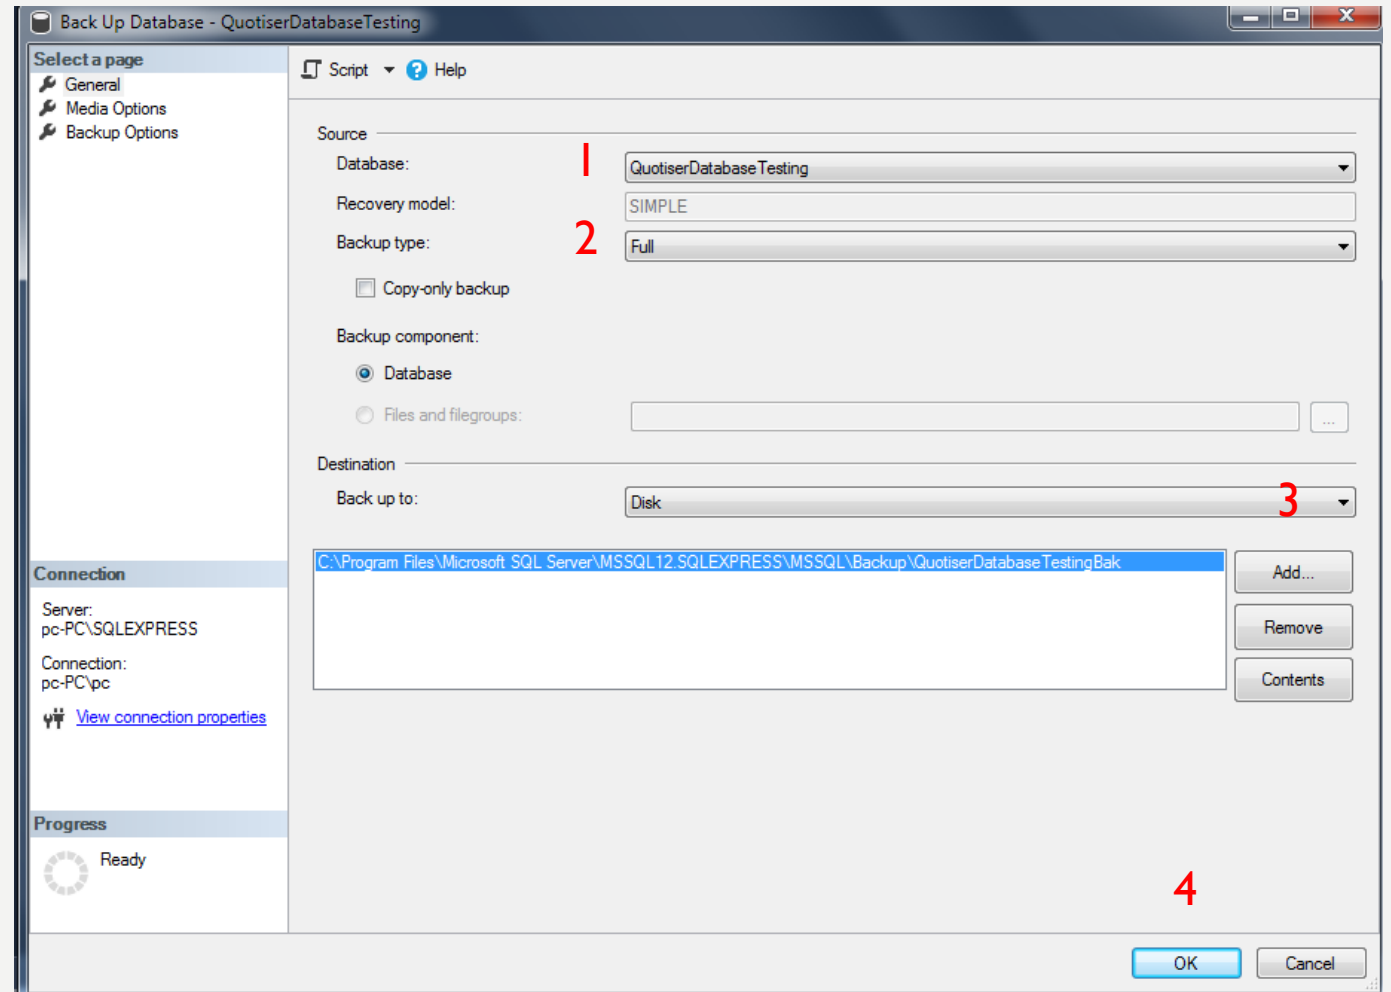 Back Up Database - QuotiserDatabaseTesting
Select a page
General
Media Options
Backup Options
Script
Help
Source
Database:
1
QuotiserDatabaseTesting
Recovery model:
SIMPLE
Backup type:
2
Full
Copy-only backup
Backup component:
Database
Files and filegroups:
...
Destination
Back up to:
Disk
3
C:\Program Files\Microsoft SQL Server\MSSQL12.SQLEXPRESS\MSSQL\Backup\QuotiserDatabaseTestingBak
Add...
Remove
Contents
Connection
Server:
pc-PC\SQLEXPRESS
Connection:
pc-PC\pc
View connection properties
Progress
Ready
4
OK
Cancel